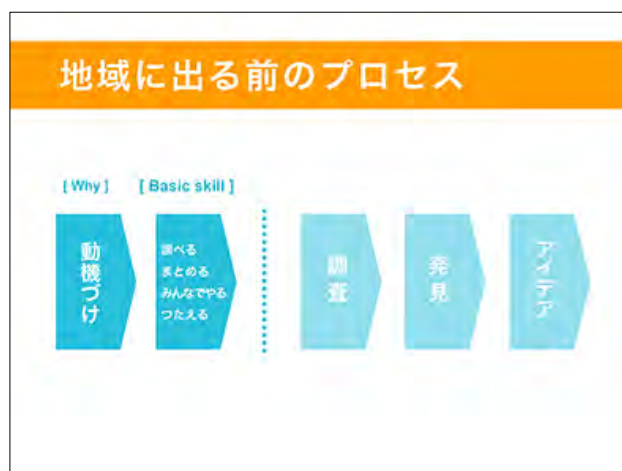 地域に出る前のプロセス
[ Why ]
[ Basic skill ]
動機づけ
調べる
まとめる
みんなでやる
つたえる
調査
発見
アイデア